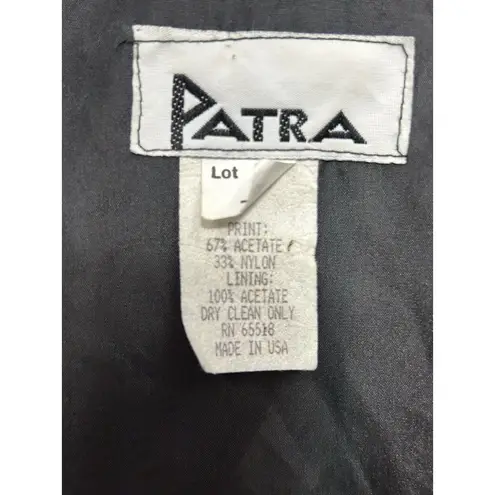 PATRA
Lot
PRINT:
67% ACETATE
33% NYLON
LINING:
100% ACETATE
DRY CLEAN ONLY
RN 65518
MADE IN USA